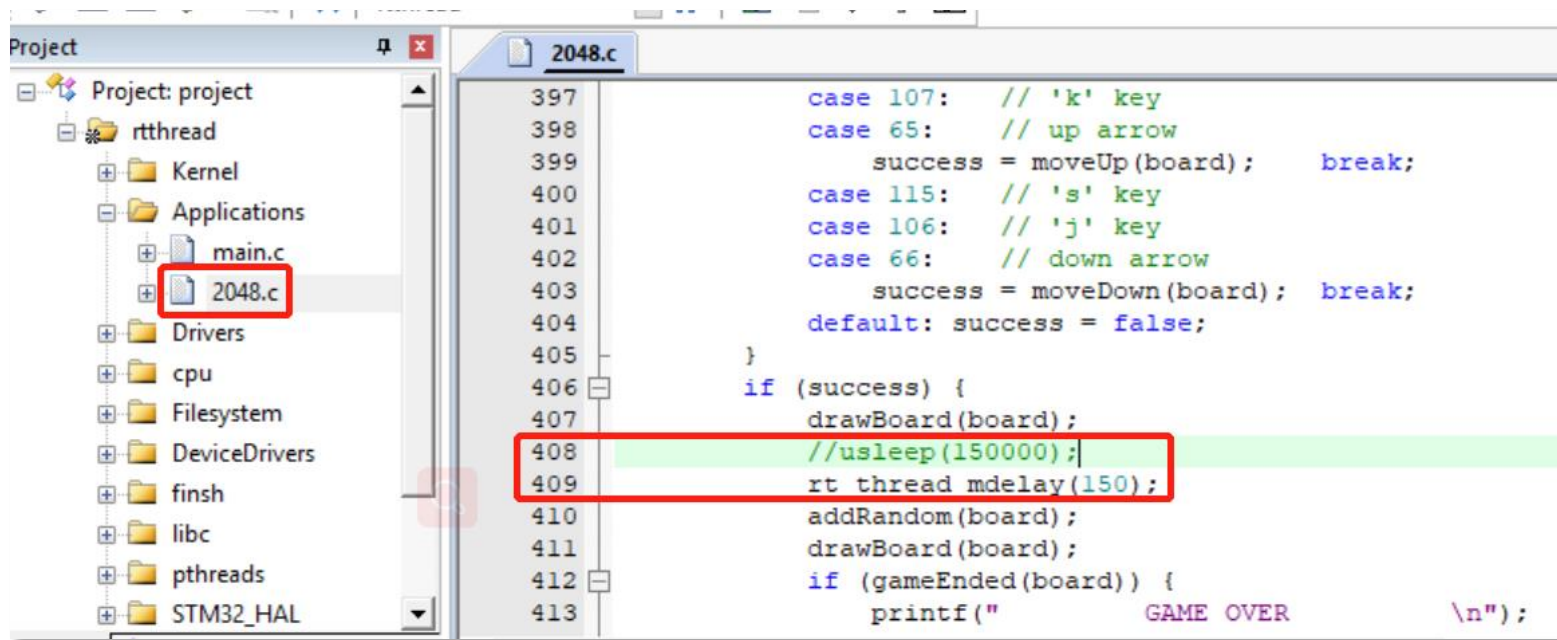 Project
Project: project
rtthread
Kernel
Applications
main.c
2048.c
Drivers
cpu
Filesystem
DeviceDrivers
finsh
libc
pthreads
STM32_HAL
2048.c
397 case 107: // 'k' key
398 case 65: // up arrow
399 success = moveUp(board); break;
400 case 115: // 's' key
401 case 106: // 'j' key
402 case 66: // down arrow
403 success = moveDown(board); break;
404 default: success = false;
405 }
406 if (success) {
407 drawBoard(board);
408 //usleep(150000);
409 rt_thread_mdelay(150);
410 addRandom(board);
411 drawBoard(board);
412 if (gameEnded(board)) {
413 printf("         GAME OVER          \n");